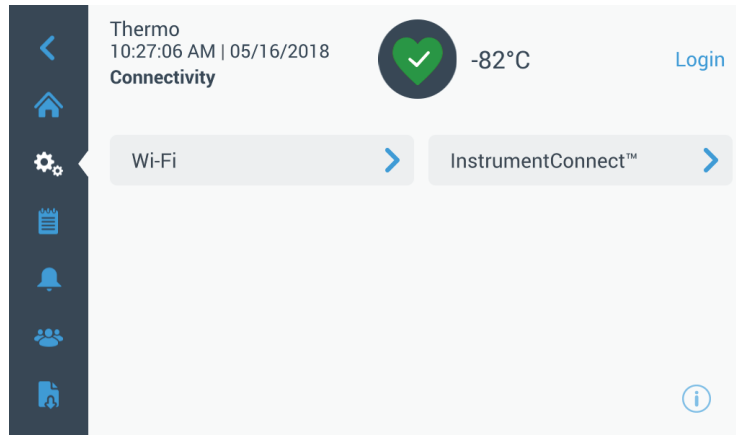 Thermo
10:27:06 AM | 05/16/2018
Connectivity
-82°C
Login
Wi-Fi
InstrumentConnect™
i